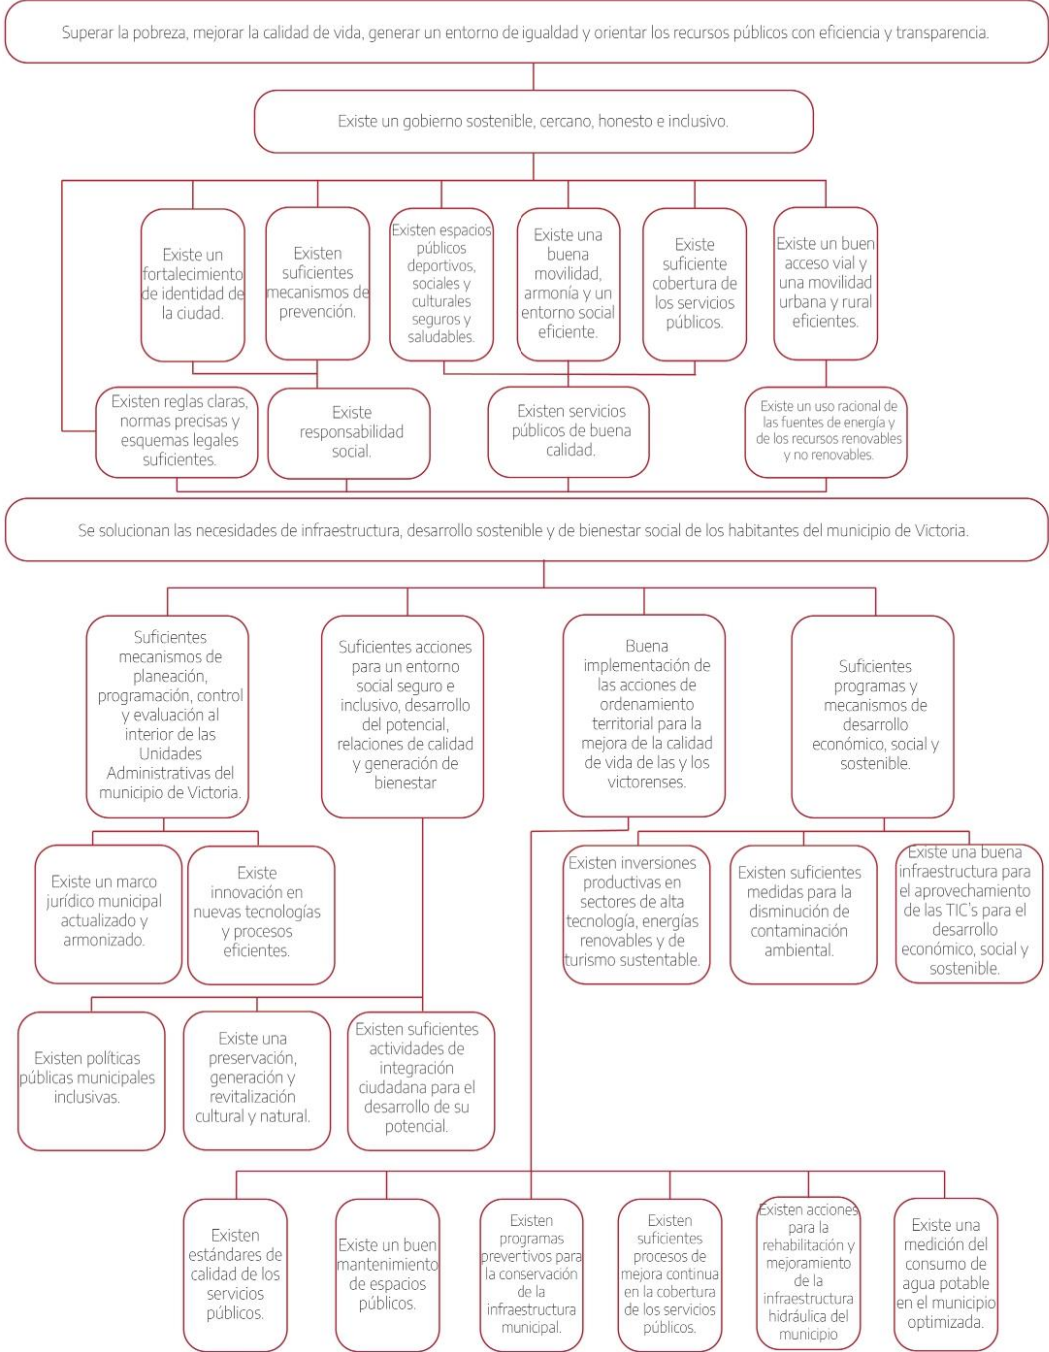 Superar la pobreza, mejorar la calidad de vida, generar un entorno de igualdad y orientar los recursos públicos con eficiencia y transparencia.
Existe un gobierno sostenible, cercano, honesto e inclusivo.
Existe un
fortalecimiento
de identidad de
la ciudad.
Existen
suficientes
mecanismos de
prevención.
Existen espacios
públicos
deportivos,
sociales y
culturales
seguros y
saludables.
Existe una
buena
movilidad,
armonía y un
entorno social
eficiente.
Existe
suficiente
cobertura de
los servicios
públicos.
Existe un buen
acceso vial y
una movilidad
urbana y rural
eficientes.
Existen reglas claras,
normas precisas y
esquemas legales
suficientes.
Existe
responsabilidad
social.
Existen servicios
públicos de buena
calidad.
Existe un uso racional de
las fuentes de energía y
de los recursos renovables
y no renovables.
Se solucionan las necesidades de infraestructura, desarrollo sostenible y de bienestar social de los habitantes del municipio de Victoria.
Suficientes
mecanismos de
planeación,
programación, control
y evaluación al
interior de las
Unidades
Administrativas del
municipio de Victoria.
Suficientes acciones
para un entorno
social seguro e
inclusivo, desarrollo
del potencial,
relaciones de calidad
y generación de
bienestar
Buena
implementación de
las acciones de
ordenamiento
territorial para la
mejora de la calidad
de vida de las y los
victorenses.
Suficientes
programas y
mecanismos de
desarrollo
económico, social y
sostenible.
Existe un marco
jurídico municipal
actualizado y
armonizado.
Existe
innovación en
nuevas tecnologías
y procesos
eficientes.
Existen inversiones
productivas en
sectores de alta
tecnología, energías
renovables y de
turismo sustentable.
Existen suficientes
medidas para la
disminución de
contaminación
ambiental.
Existe una buena
infraestructura para
el aprovechamiento
de las TIC's para el
desarrollo
económico, social y
sostenible.
Existen políticas
públicas municipales
inclusivas.
Existe una
preservación,
generación y
revitalización
cultural y natural.
Existen suficientes
actividades de
integración
ciudadana para el
desarrollo de su
potencial.
Existen
estándares de
calidad de los
servicios
públicos.
Existe un buen
mantenimiento
de espacios
públicos.
Existen
programas
preventivos para
la conservación
de la
infraestructura
municipal.
Existen
suficientes
procesos de
mejora continua
en la cobertura
de los servicios
públicos.
Existen acciones
para la
rehabilitación y
mejoramiento
de la
infraestructura
hidráulica del
municipio
Existe una
medición del
consumo de
agua potable
en el municipio
optimizada.